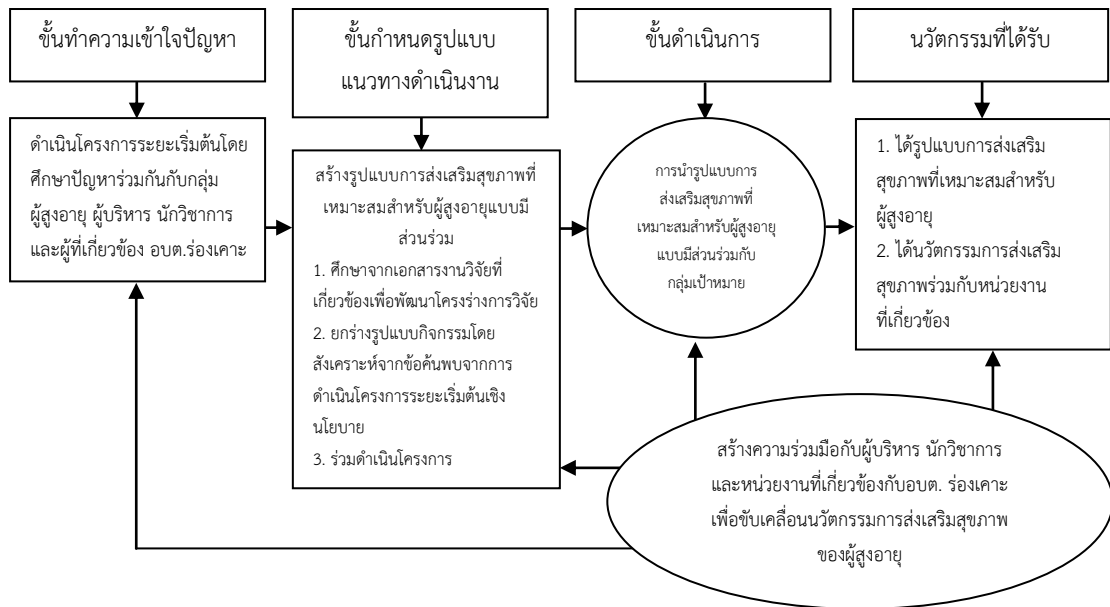 ขั้นทำความเข้าใจปัญหา
ขั้นกำหนดรูปแบบ
แนวทางดำเนินงาน
ขั้นดำเนินการ
นวัตกรรมที่ได้รับ
ดำเนินโครงการระยะเริ่มต้นโดย
ศึกษาปัญหาร่วมกันกับกลุ่ม
ผู้สูงอายุ ผู้บริหาร นักวิชาการ
และผู้ที่เกี่ยวข้อง อบต.ร่องเคาะ
สร้างรูปแบบการส่งเสริมสุขภาพที่
เหมาะสมสำหรับผู้สูงอายุแบบมี
ส่วนร่วม
1. ศึกษาจากเอกสารงานวิจัยที่
เกี่ยวข้องเพื่อพัฒนาโครงร่างการวิจัย
2. ยกร่างรูปแบบกิจกรรมโดย
สังเคราะห์จากข้อค้นพบจากการ
ดำเนินโครงการระยะเริ่มต้นเชิง
นโยบาย
3. ร่วมดำเนินโครงการ
การนำรูปแบบการ
ส่งเสริมสุขภาพที่
เหมาะสมสำหรับผู้สูงอายุ
แบบมีส่วนร่วมกับ
กลุ่มเป้าหมาย
1. ได้รูปแบบการส่งเสริม
สุขภาพที่เหมาะสมสำหรับ
ผู้สูงอายุ
2. ได้นวัตกรรมการส่งเสริม
สุขภาพร่วมกับหน่วยงาน
ที่เกี่ยวข้อง
สร้างความร่วมมือกับผู้บริหาร นักวิชาการ
และหน่วยงานที่เกี่ยวข้องกับอบต. ร่องเคาะ
เพื่อขับเคลื่อนนวัตกรรมการส่งเสริมสุขภาพ
ของผู้สูงอายุ